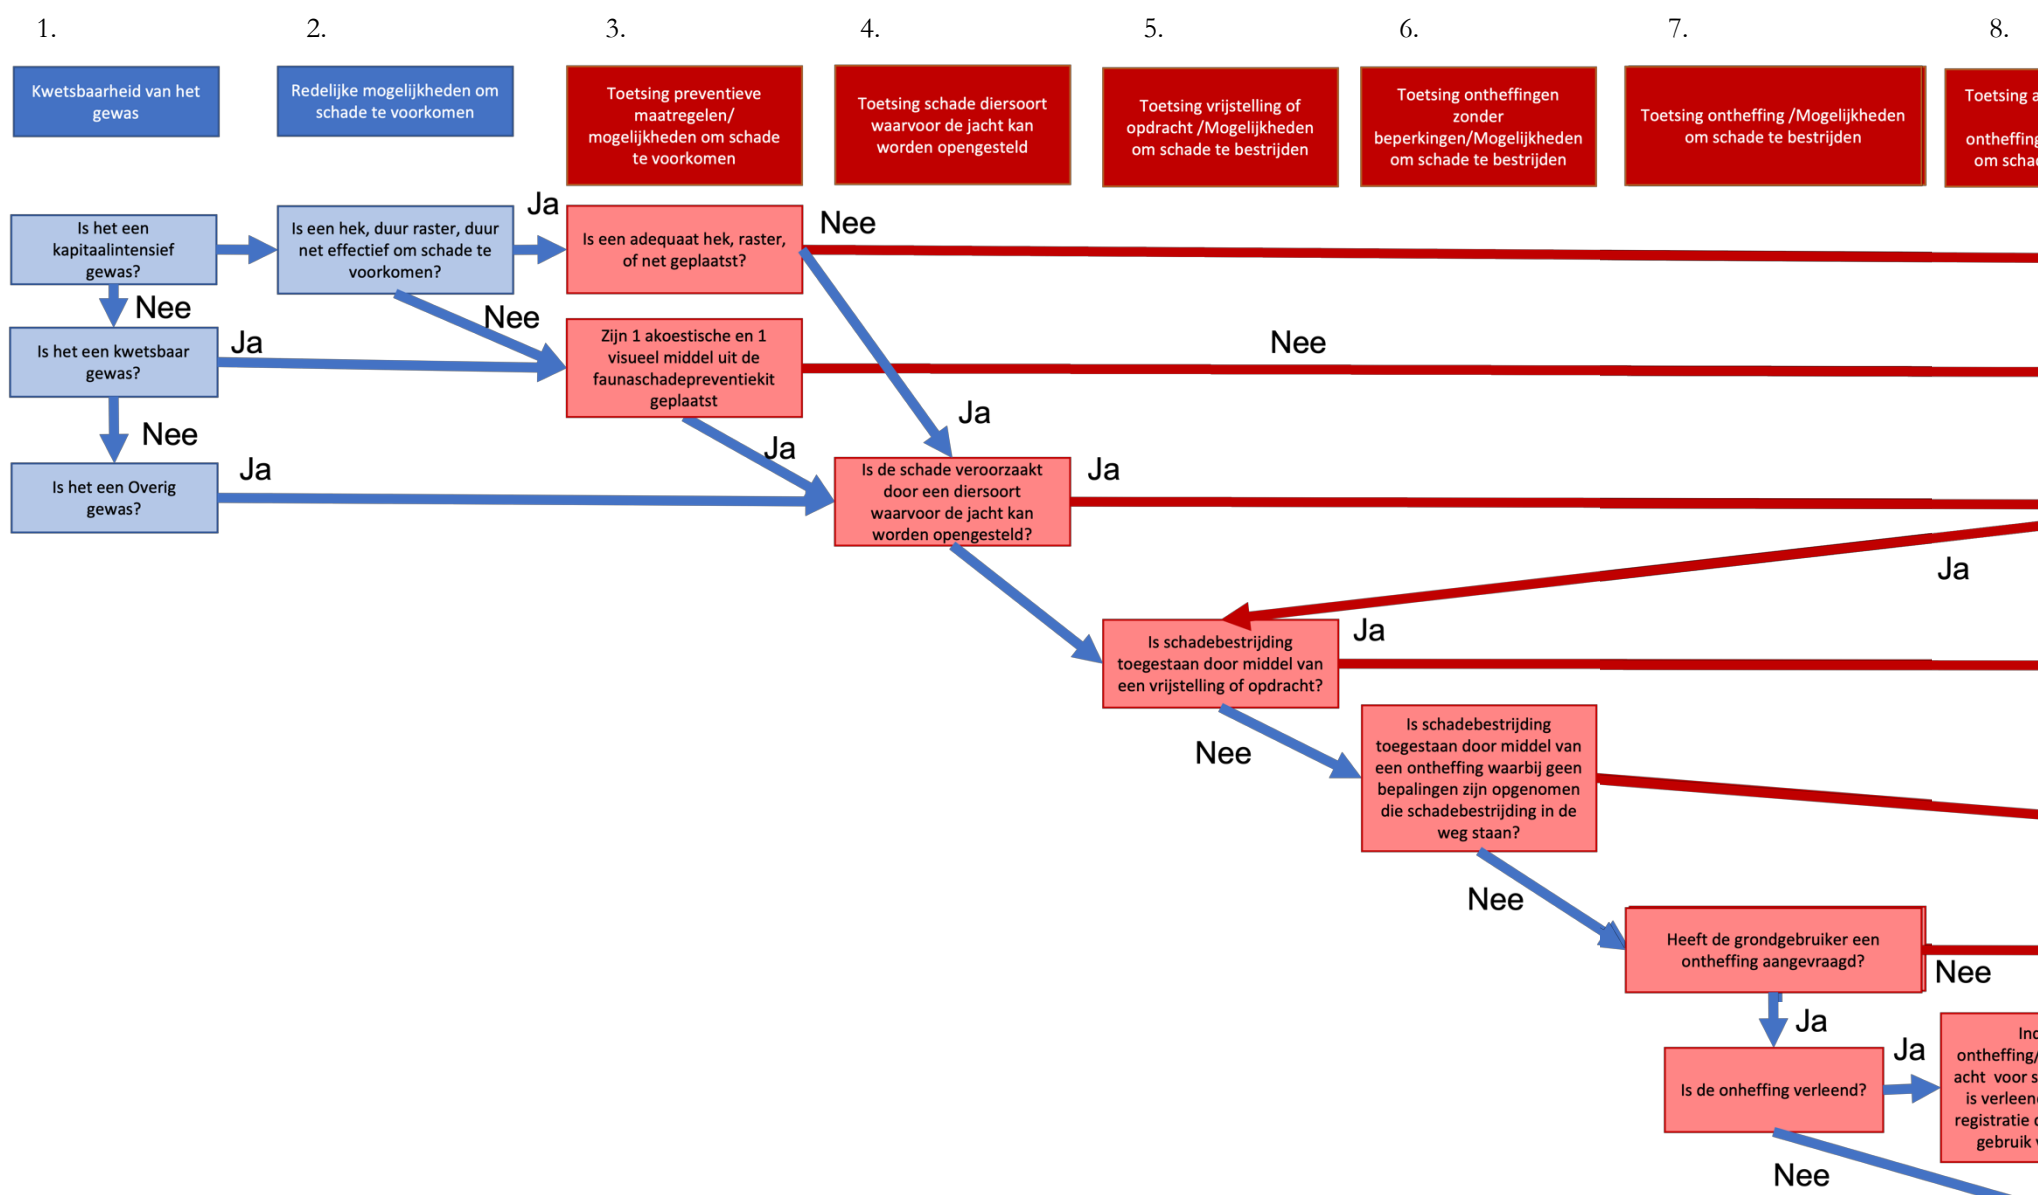 1.
2.
3.
4.
5.
6.
7.
8.
Kwetsbaarheid van het
gewas
Redelijke mogelijkheden om
schade te voorkomen
Toetsing preventieve
maatregelen/
mogelijkheden om schade
te voorkomen
Toetsing schade diersoort
waarvoor de jacht kan
worden opengesteld
Toetsing vrijstelling of
opdracht /Mogelijkheden
om schade te bestrijden
Toetsing ontheffingen
zonder
beperkingen/Mogelijkheden
om schade te bestrijden
Toetsing ontheffing /Mogelijkheden
om schade te bestrijden
Toetsing
om
Is het een
kapitaalintensief
gewas?
Is een hek, duur raster, duur
net effectief om schade te
voorkomen?
Ja
Is een adequaat hek, raster,
of net geplaatst?
Nee
Nee
Nee
Is het een kwetsbaar
gewas?
Ja
Zijn 1 akoestische en 1
visueel middel uit de
faunaschadepreventiekit
geplaatst
Nee
Nee
Ja
Ja
Is het een Overig
gewas?
Ja
Is de schade veroorzaakt
door een diersoort
waarvoor de jacht kan
worden opengesteld?
Ja
Ja
Is schadebestrijding
toegestaan door middel van
een vrijstelling of opdracht?
Ja
Nee
Is schadebestrijding
toegestaan door middel van
een ontheffing waarbij geen
bepalingen zijn opgenomen
die schadebestrijding in de
weg staan?
Nee
Heeft de grondgebruiker een
ontheffing aangevraagd?
Nee
Ja
Is de onheffing verleend?
Ja
ontheffing/
acht voor
is
registratie
gebruik
Nee